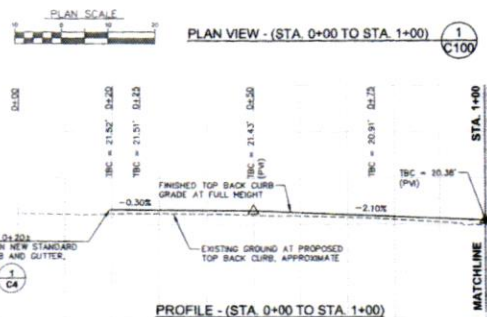 PLAN SCALE
10 0 10 20
PLAN VIEW - (STA. 0+00 TO STA. 1+00)
1
C100
0+00
0+20
TBC = 21.52'
0+25
TBC = 21.51'
0+50
TBC = 21.43'
(PVI)
0+75
TBC = 20.91'
STA. 1+00
TBC = 20.38'
(PVI)
FINISHED TOP BACK CURB
GRADE AT FULL HEIGHT
-0.30%
-2.10%
0+20±
N NEW STANDARD
B AND GUTTER.
1
C4
EXISTING GROUND AT PROPOSED
TOP BACK CURB, APPROXIMATE
MATCHLINE
PROFILE - (STA. 0+00 TO STA. 1+00)